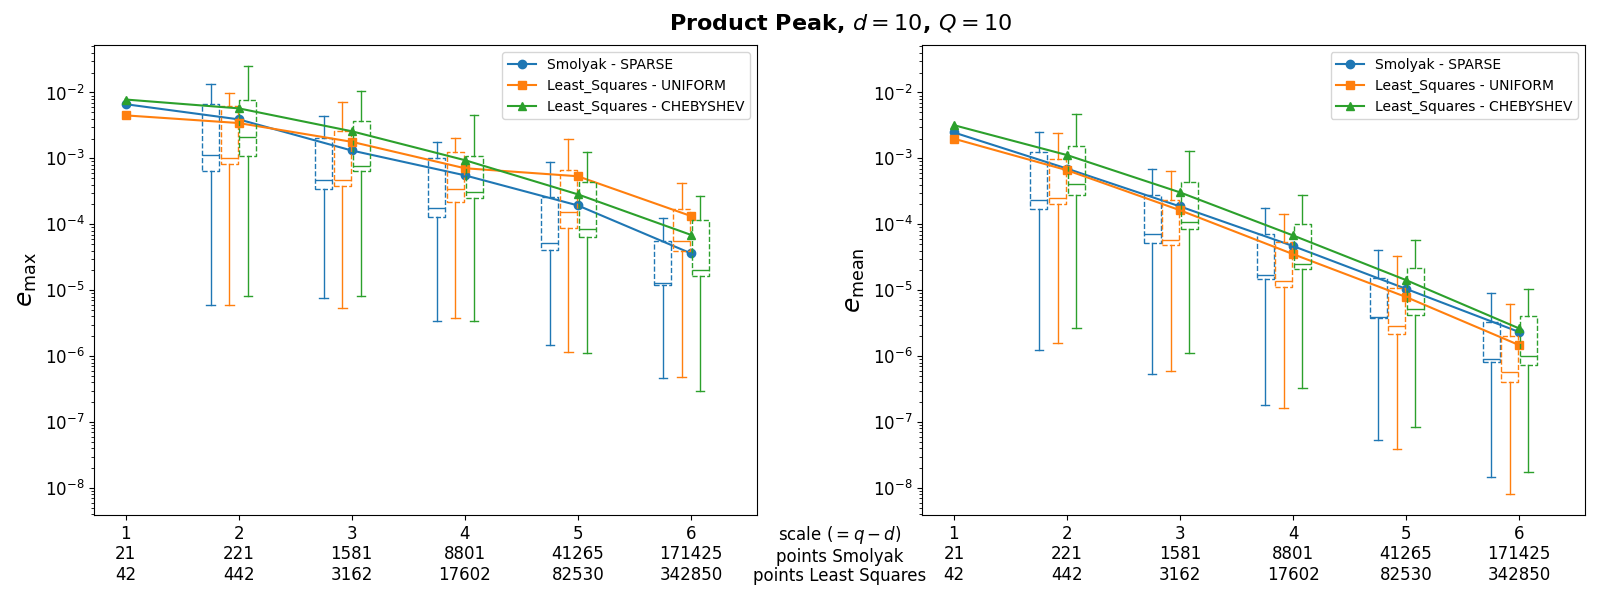 Product Peak, d = 10, Q = 10
e_max
10^−2
10^−3
10^−4
10^−5
10^−6
10^−7
10^−8
Smolyak - SPARSE
Least_Squares - UNIFORM
Least_Squares - CHEBYSHEV
1 2 3 4 5 6
21 221 1581 8801 41265 171425
42 442 3162 17602 82530 342850
scale (= q − d)
points Smolyak
points Least Squares
e_mean
10^−2
10^−3
10^−4
10^−5
10^−6
10^−7
10^−8
Smolyak - SPARSE
Least_Squares - UNIFORM
Least_Squares - CHEBYSHEV
1 2 3 4 5 6
21 221 1581 8801 41265 171425
42 442 3162 17602 82530 342850